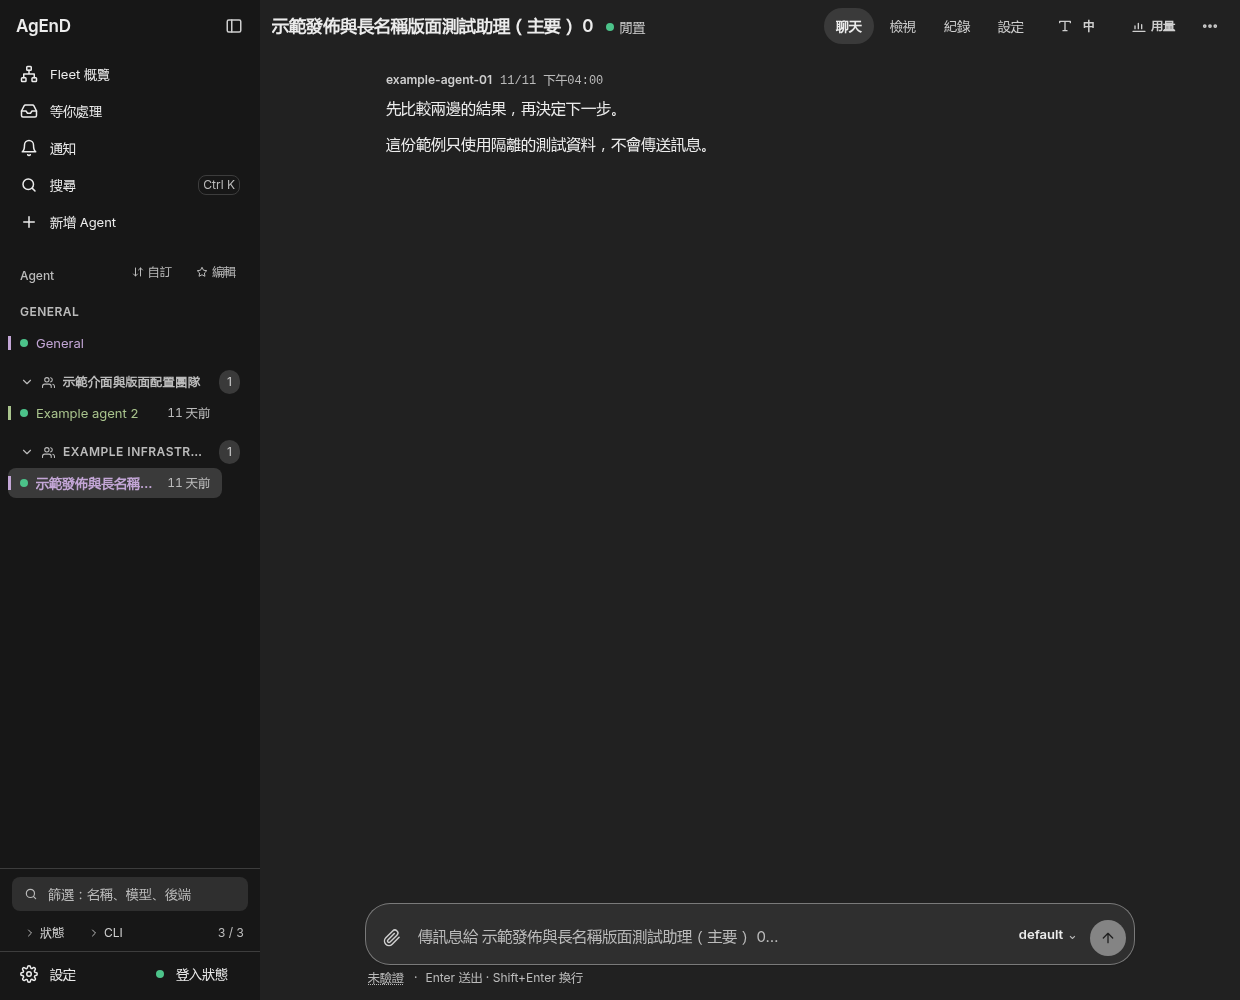 AgEnD
Fleet 概覽
等你處理
通知
搜尋 Ctrl K
新增 Agent
Agent 自訂 編輯
GENERAL
General
示範介面與版面配置團隊 1
Example agent 2 11 天前
EXAMPLE INFRASTR... 1
示範發佈與長名稱... 11 天前
篩選：名稱、模型、後端
狀態 CLI 3 / 3
設定 登入狀態
示範發佈與長名稱版面測試助理（主要）0 閒置 聊天 檢視 紀錄 設定 T 中 用量
example-agent-01 11/11 下午04:00
先比較兩邊的結果，再決定下一步。
這份範例只使用隔離的測試資料，不會傳送訊息。
傳訊息給 示範發佈與長名稱版面測試助理（主要）0... default
未驗證 · Enter 送出 · Shift+Enter 換行